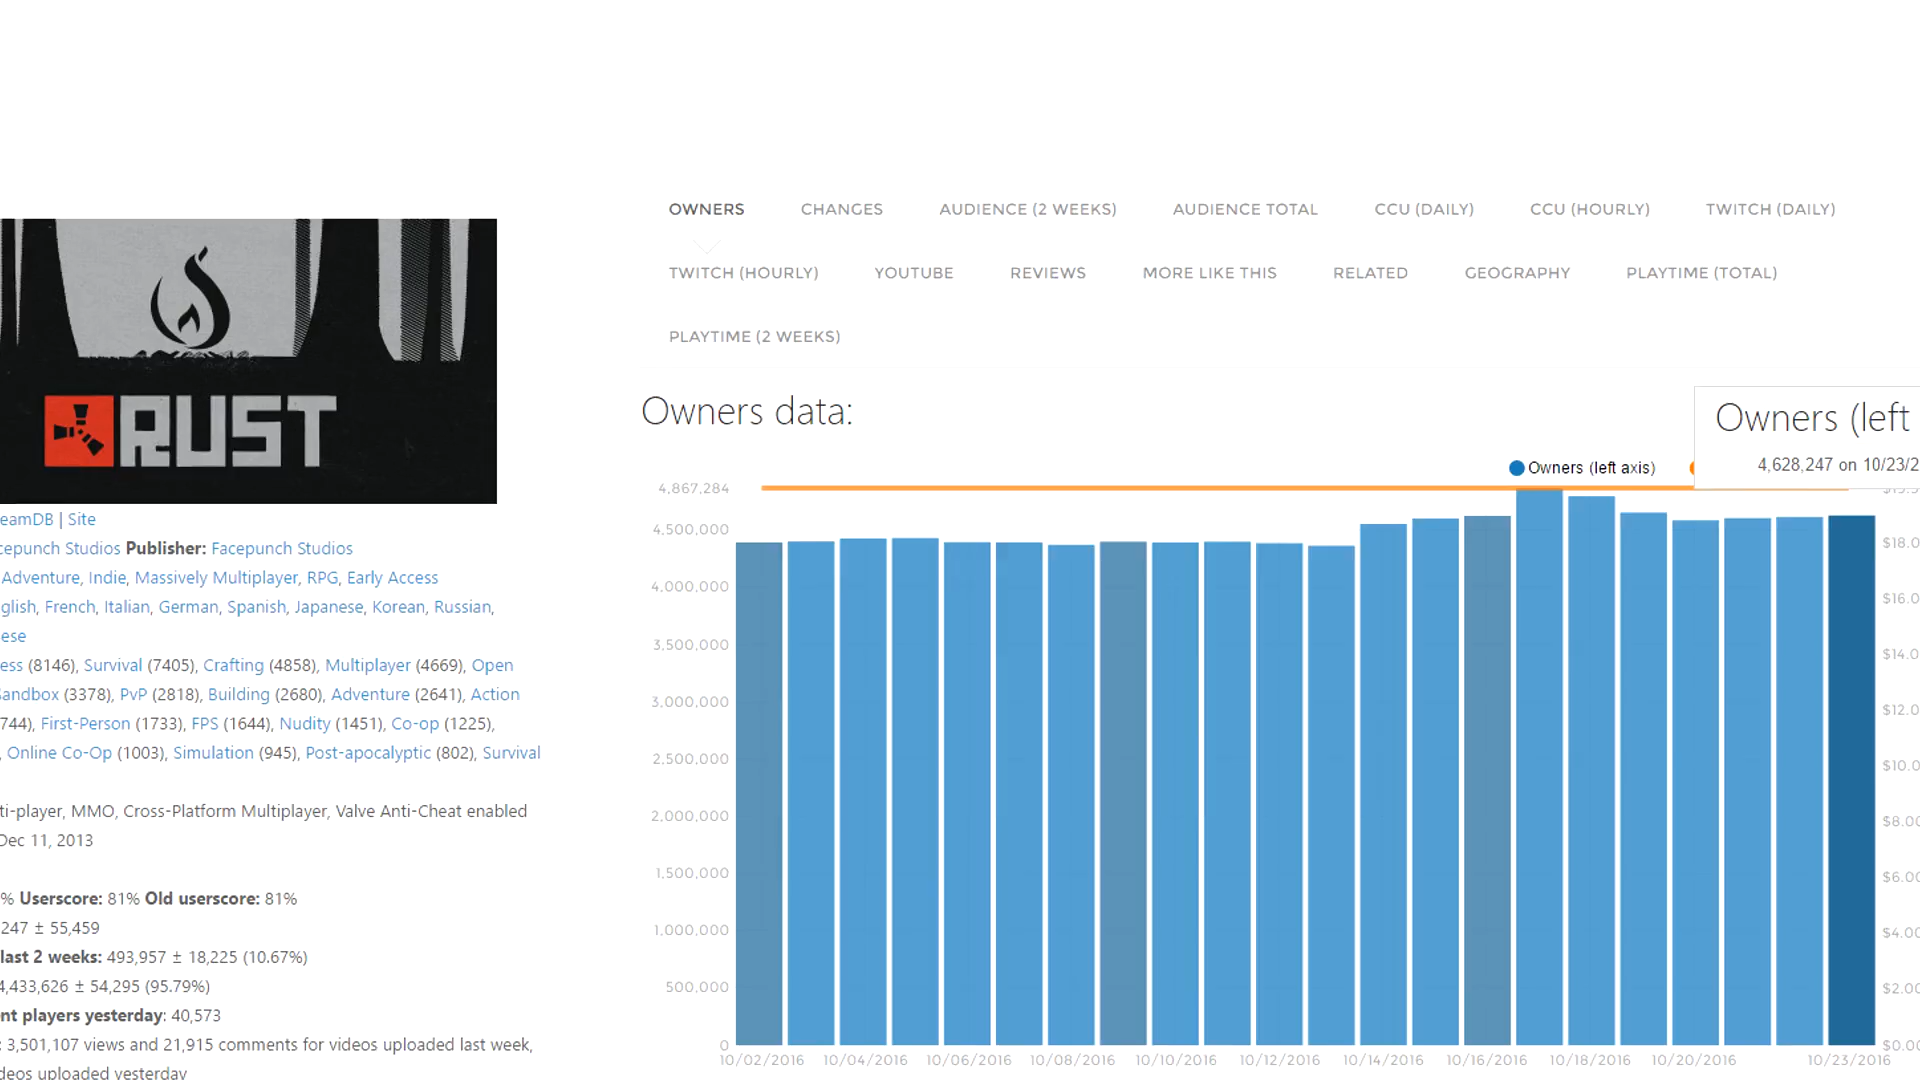 OWNERS CHANGES AUDIENCE (2 WEEKS) AUDIENCE TOTAL CCU (DAILY) CCU (HOURLY) TWITCH (DAILY)
TWITCH (HOURLY) YOUTUBE REVIEWS MORE LIKE THIS RELATED GEOGRAPHY PLAYTIME (TOTAL)
PLAYTIME (2 WEEKS)
RUST
eamDB | Site
cepunch Studios Publisher: Facepunch Studios
Adventure, Indie, Massively Multiplayer, RPG, Early Access
glish, French, Italian, German, Spanish, Japanese, Korean, Russian,
ese
ess (8146), Survival (7405), Crafting (4858), Multiplayer (4669), Open
Sandbox (3378), PvP (2818), Building (2680), Adventure (2641), Action
744), First-Person (1733), FPS (1644), Nudity (1451), Co-op (1225),
, Online Co-Op (1003), Simulation (945), Post-apocalyptic (802), Survival
ti-player, MMO, Cross-Platform Multiplayer, Valve Anti-Cheat enabled
Dec 11, 2013
% Userscore: 81% Old userscore: 81%
247 ± 55,459
last 2 weeks: 493,957 ± 18,225 (10.67%)
4,433,626 ± 54,295 (95.79%)
nt players yesterday: 40,573
: 3,501,107 views and 21,915 comments for videos uploaded last week,
deos uploaded yesterday
Owners data:
Owners (left
4,628,247 on 10/23/2
Owners (left axis)
4,867,284
4,500,000
4,000,000
3,500,000
3,000,000
2,500,000
2,000,000
1,500,000
1,000,000
500,000
0
$18.0
$16.0
$14.0
$12.0
$10.0
$8.00
$6.00
$4.00
$2.00
$0.00
10/02/2016 10/04/2016 10/06/2016 10/08/2016 10/10/2016 10/12/2016 10/14/2016 10/16/2016 10/18/2016 10/20/2016 10/23/2016